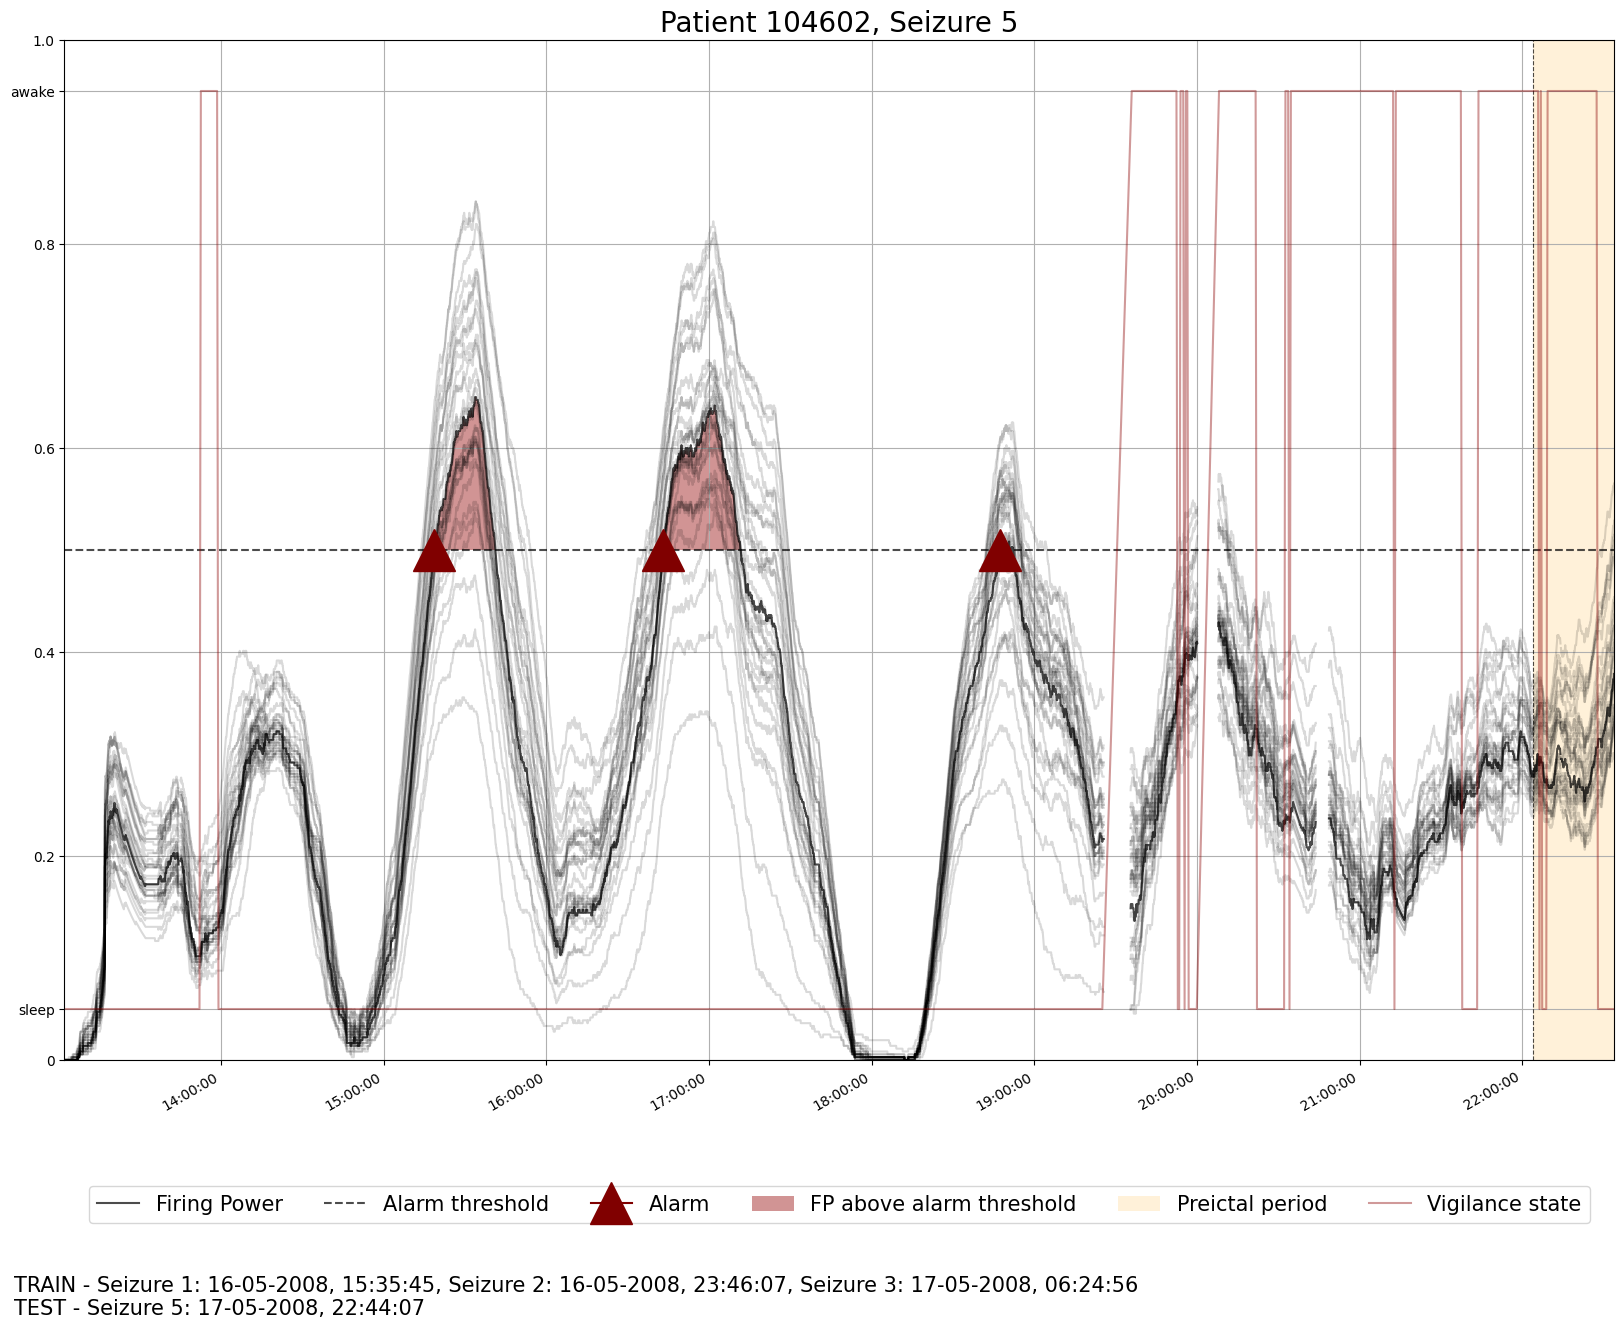 Patient 104602, Seizure 5
1.0
awake
0.8
0.6
0.4
0.2
sleep
0
14:00:00 15:00:00 16:00:00 17:00:00 18:00:00 19:00:00 20:00:00 21:00:00 22:00:00
Firing Power Alarm threshold Alarm FP above alarm threshold Preictal period Vigilance state
TRAIN - Seizure 1: 16-05-2008, 15:35:45, Seizure 2: 16-05-2008, 23:46:07, Seizure 3: 17-05-2008, 06:24:56
TEST - Seizure 5: 17-05-2008, 22:44:07